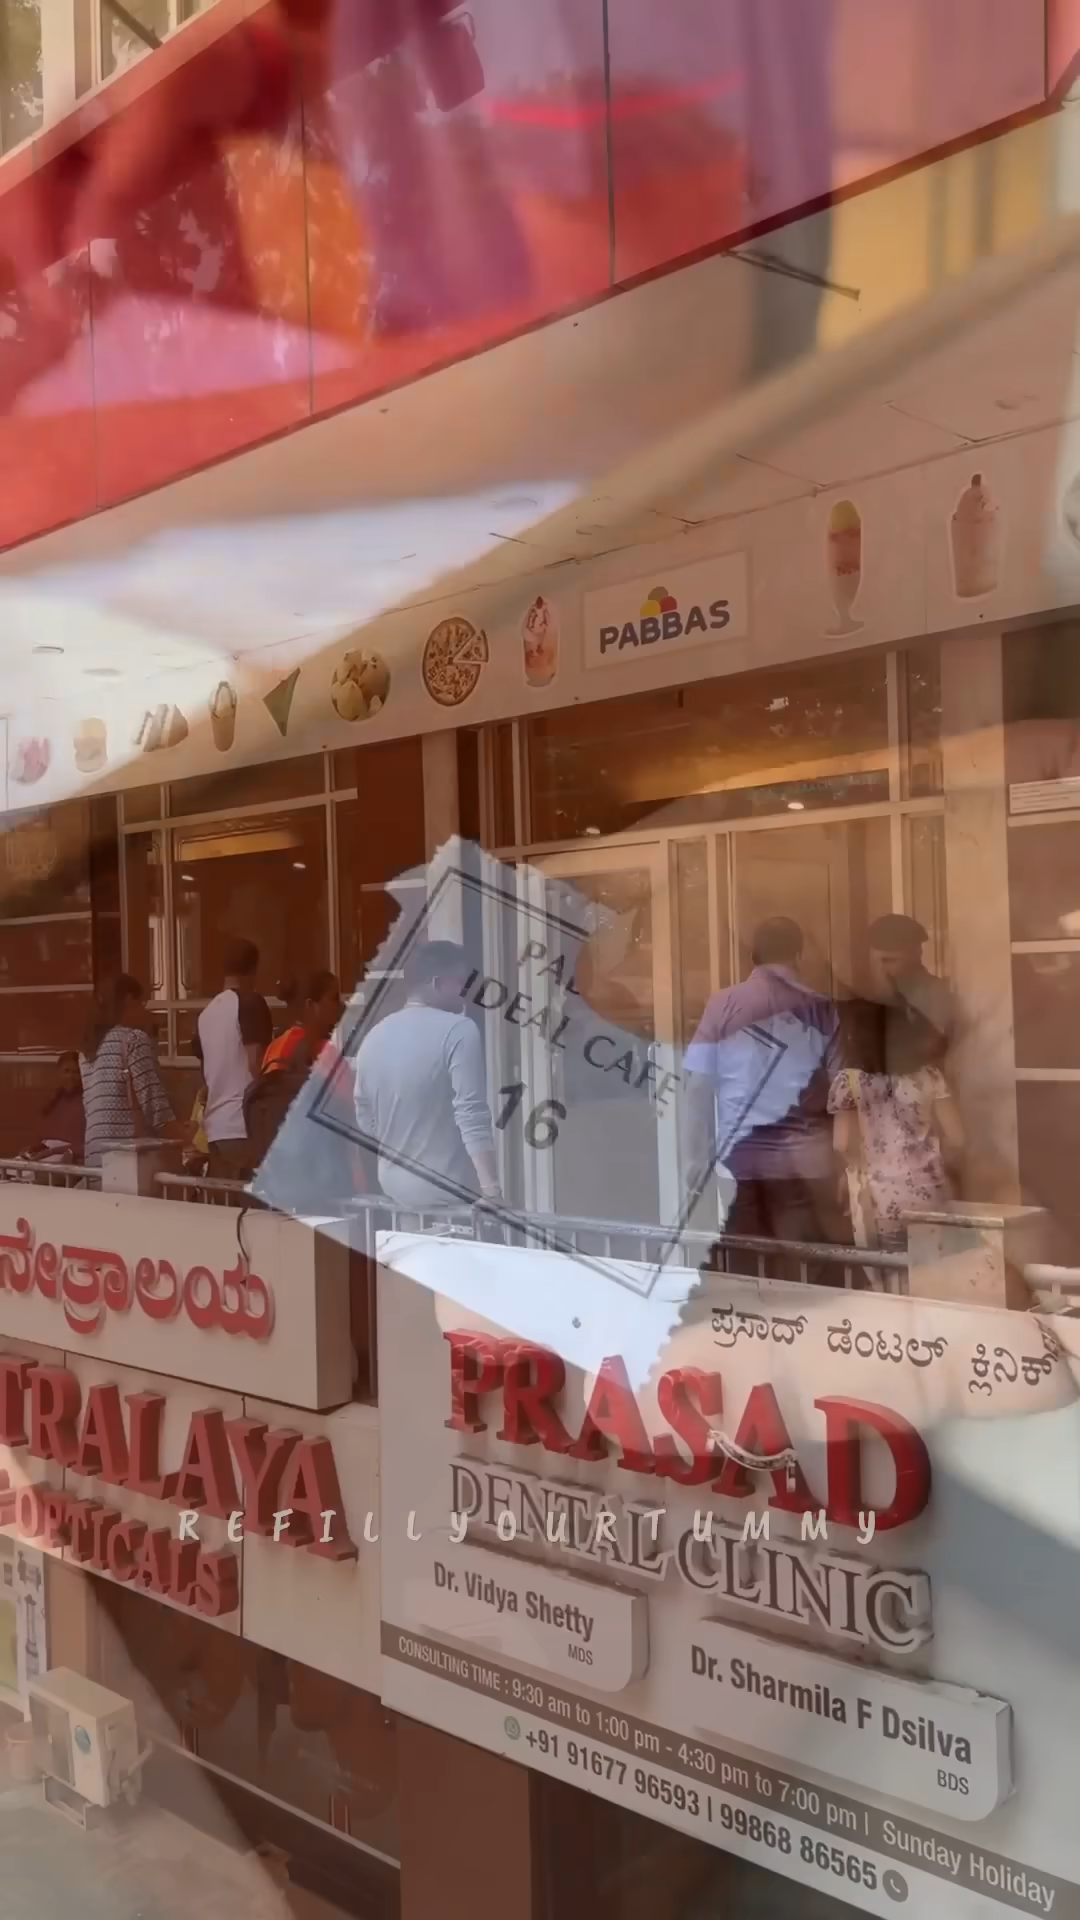 PABBAS
IDEAL CAFE
16
ನೇತ್ರಾಲಯ
TRALAYA
OPTICALS
ಪ್ರಸಾದ್ ಡೆಂಟಲ್ ಕ್ಲಿನಿಕ್
PRASAD
DENTAL CLINIC
REFILLYOURTUMMY
Dr. Vidya Shetty
MDS
Dr. Sharmila F Dsilva
BDS
CONSULTING TIME : 9:30 am to 1:00 pm - 4:30 pm to 7:00 pm | Sunday Holiday
+91 91677 96593 | 99868 86565